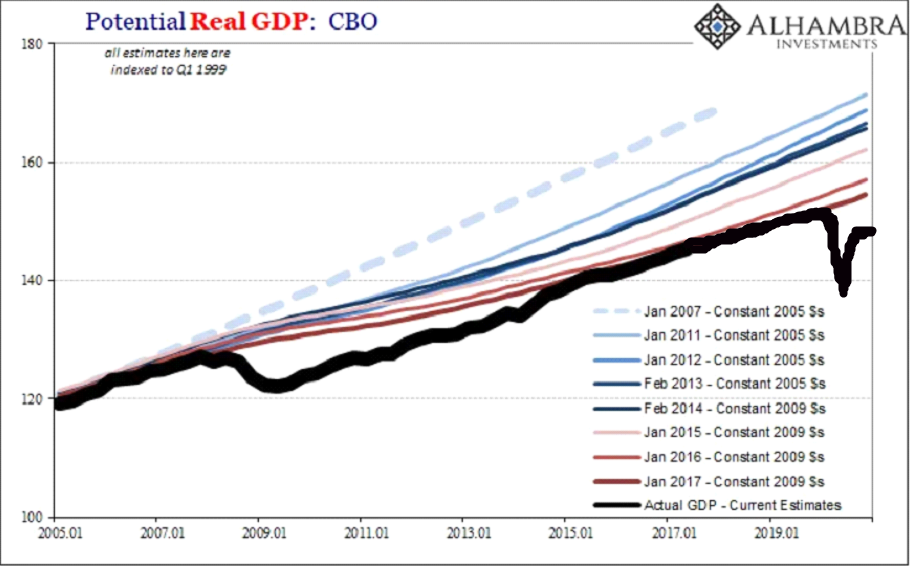 Potential Real GDP: CBO
ALHAMBRA
INVESTMENTS
all estimates here are
indexed to Q1 1999
180
160
140
120
100
2005.01 2007.01 2009.01 2011.01 2013.01 2015.01 2017.01 2019.01
Jan 2007 - Constant 2005 $s
Jan 2011 - Constant 2005 $s
Jan 2012 - Constant 2005 $s
Feb 2013 - Constant 2005 $s
Feb 2014 - Constant 2009 $s
Jan 2015 - Constant 2009 $s
Jan 2016 - Constant 2009 $s
Jan 2017 - Constant 2009 $s
Actual GDP - Current Estimates